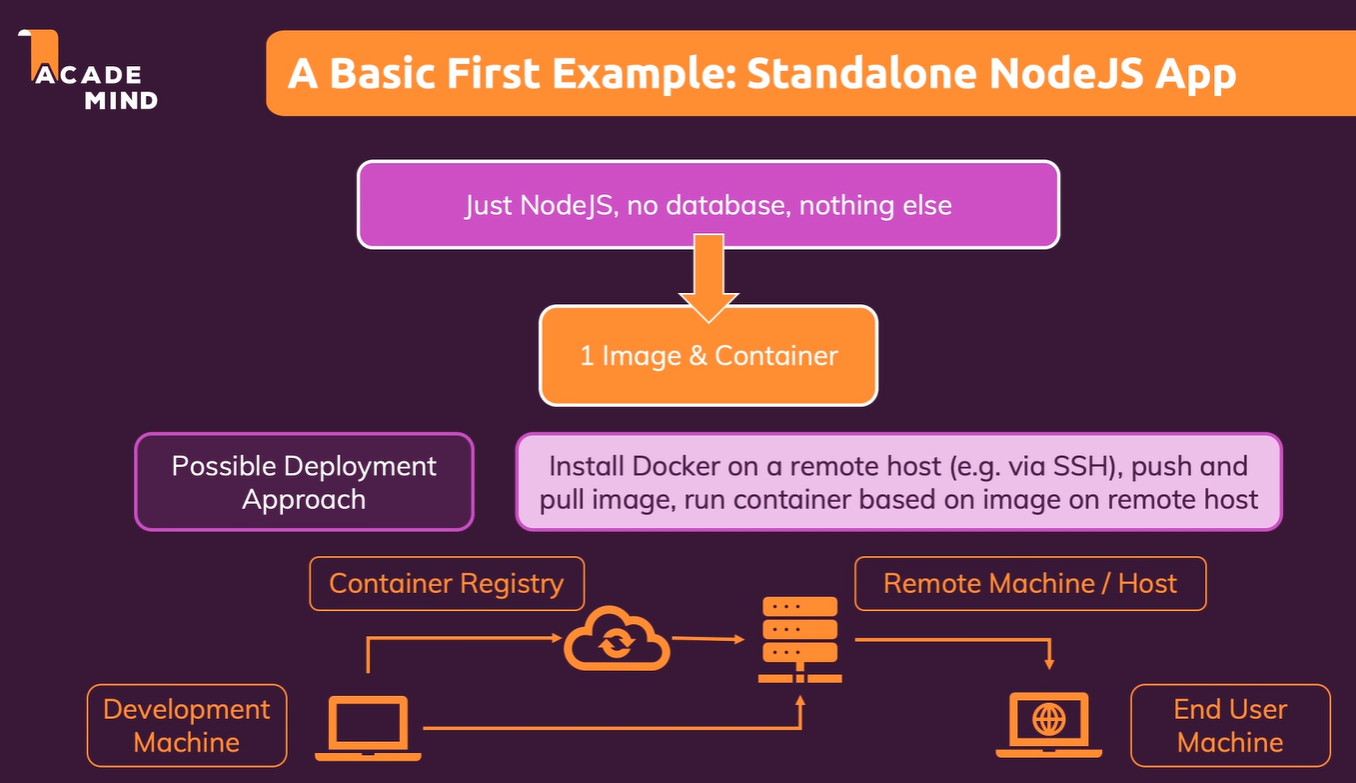 ACADE
MIND
A Basic First Example: Standalone NodeJS App
Just NodeJS, no database, nothing else
1 Image & Container
Possible Deployment
Approach
Install Docker on a remote host (e.g. via SSH), push and
pull image, run container based on image on remote host
Container Registry
Remote Machine / Host
Development
Machine
End User
Machine